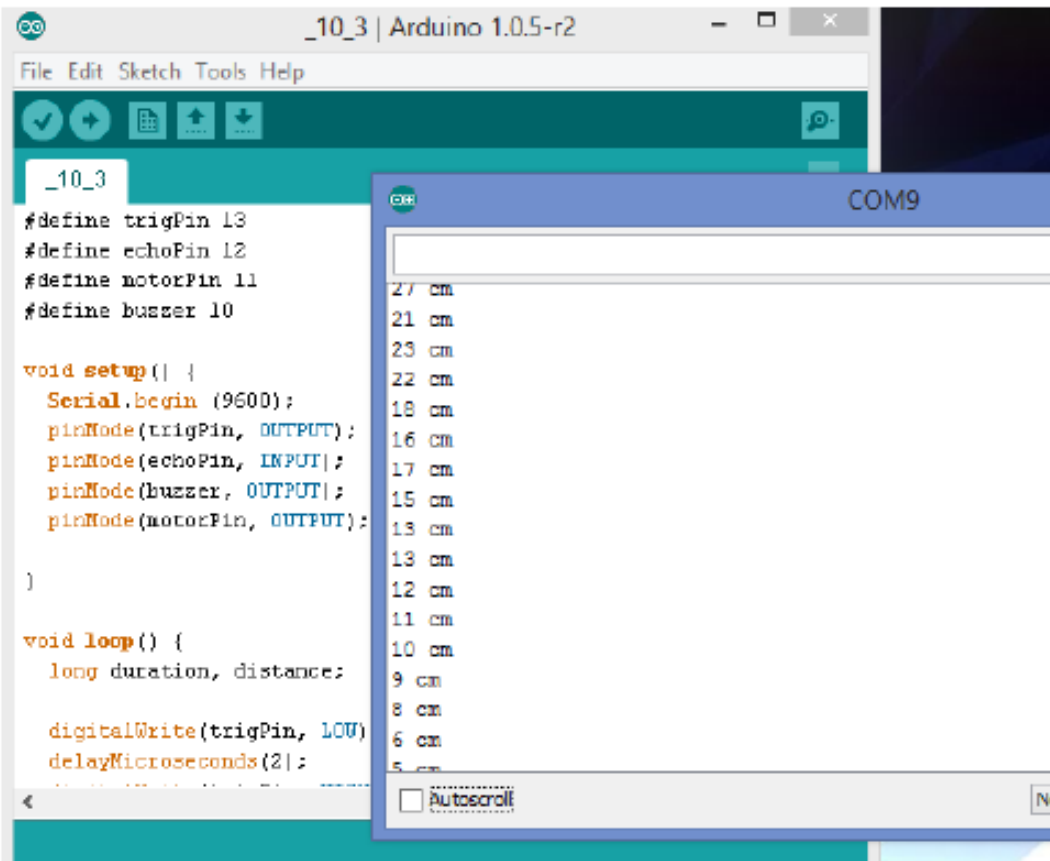 _10_3 | Arduino 1.0.5-r2
File Edit Sketch Tools Help
_10_3
#define trigPin 13
#define echoPin 12
#define motorPin 11
#define buzzer 10
void setup() {
Serial.begin (9600);
pinMode(trigPin, OUTPUT);
pinMode(echoPin, INPUT);
pinMode(buzzer, OUTPUT);
pinMode(motorPin, OUTPUT);
}
void loop() {
long duration, distance;
digitalWrite(trigPin, LOW)
delayMicroseconds(2);
COM9
27 cm
21 cm
23 cm
22 cm
18 cm
16 cm
17 cm
15 cm
13 cm
13 cm
12 cm
11 cm
10 cm
9 cm
8 cm
6 cm
5 cm
Autoscroll